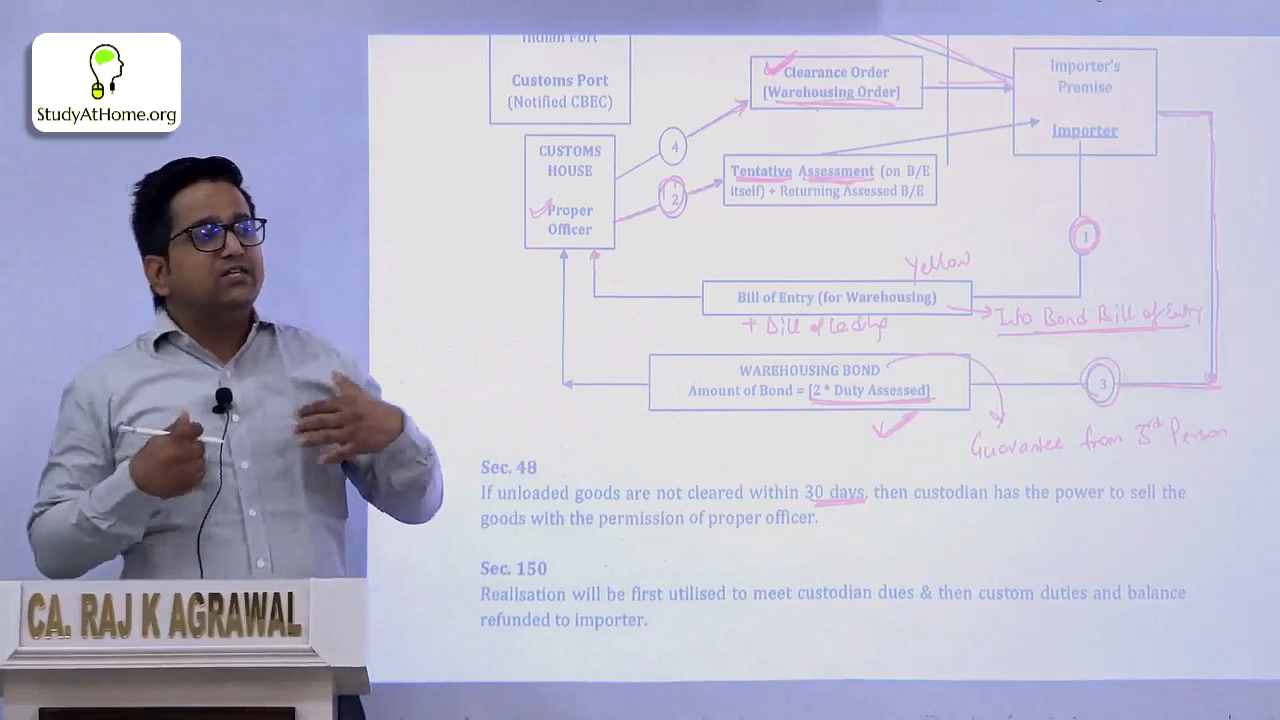 StudyAtHome.org
Indian Port
Customs Port
(Notified CBEC)
Clearance Order
[Warehousing Order]
Importer's
Premise
Importer
4
CUSTOMS
HOUSE
Proper
Officer
2
Tentative Assessment (on B/E
itself) + Returning Assessed B/E
1
Yellow
Bill of Entry (for Warehousing)
+ Bill of Lading
Into Bond Bill of Entry
WAREHOUSING BOND
Amount of Bond = [2 * Duty Assessed]
3
Guarantee from 3rd Person
Sec. 48
If unloaded goods are not cleared within 30 days, then custodian has the power to sell the
goods with the permission of proper officer.
Sec. 150
Realisation will be first utilised to meet custodian dues & then custom duties and balance
refunded to importer.
CA. RAJ K AGRAWAL